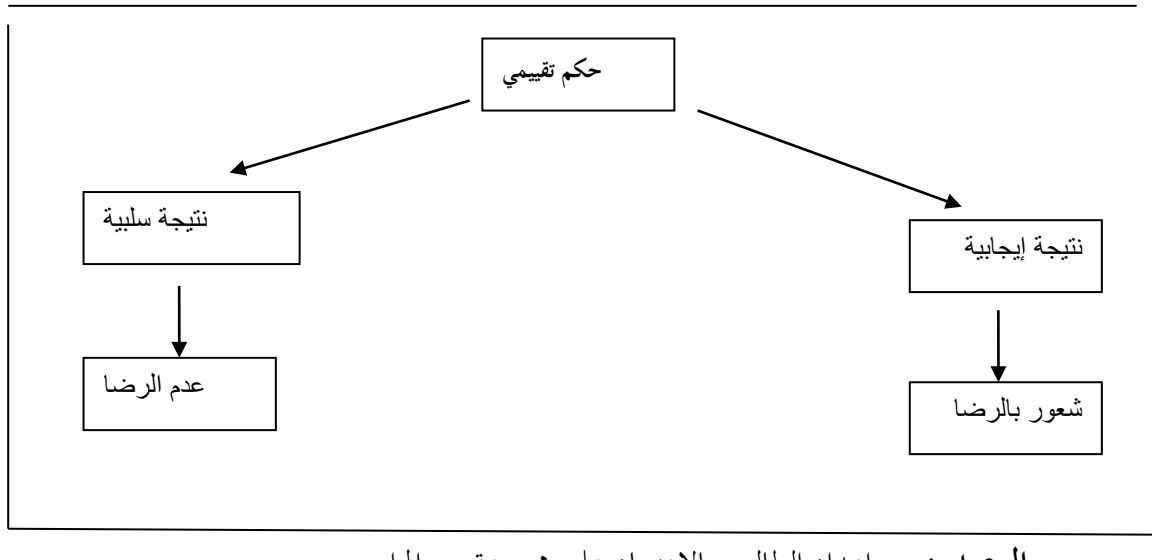 حكم تقييمي
نتيجة إيجابية
نتيجة سلبية
شعور بالرضا
عدم الرضا